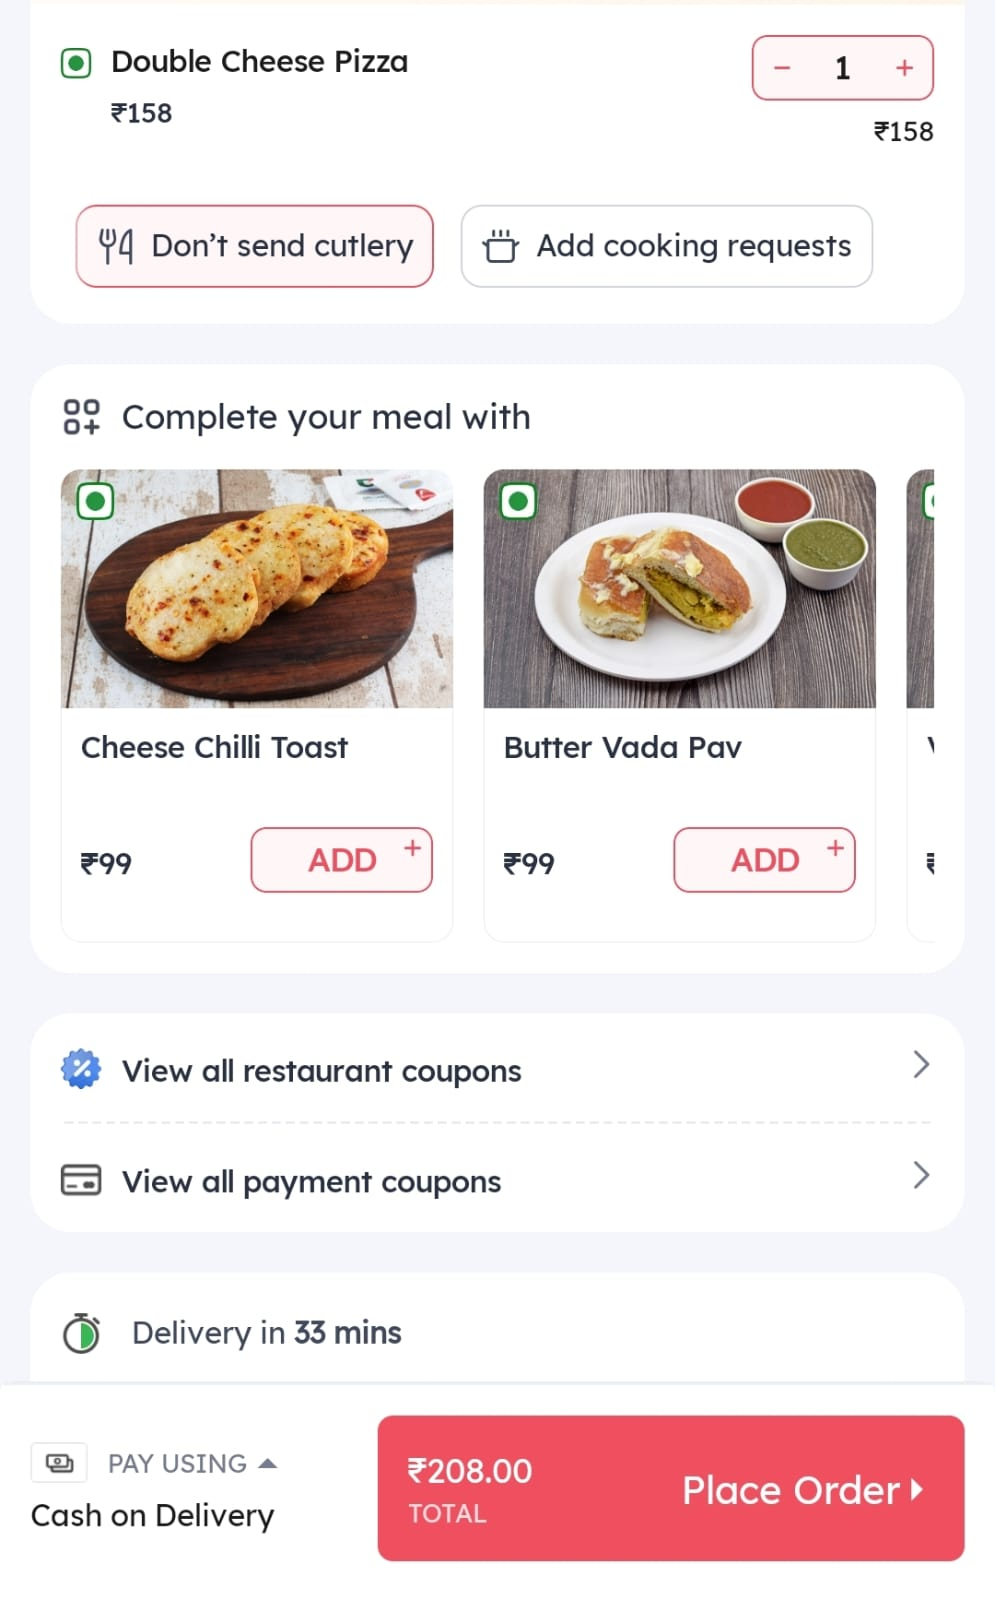 Double Cheese Pizza
₹158
− 1 +
₹158
Don’t send cutlery
Add cooking requests
Complete your meal with
Cheese Chilli Toast
₹99
ADD +
Butter Vada Pav
₹99
ADD +
View all restaurant coupons
View all payment coupons
Delivery in 33 mins
PAY USING
Cash on Delivery
₹208.00
TOTAL
Place Order